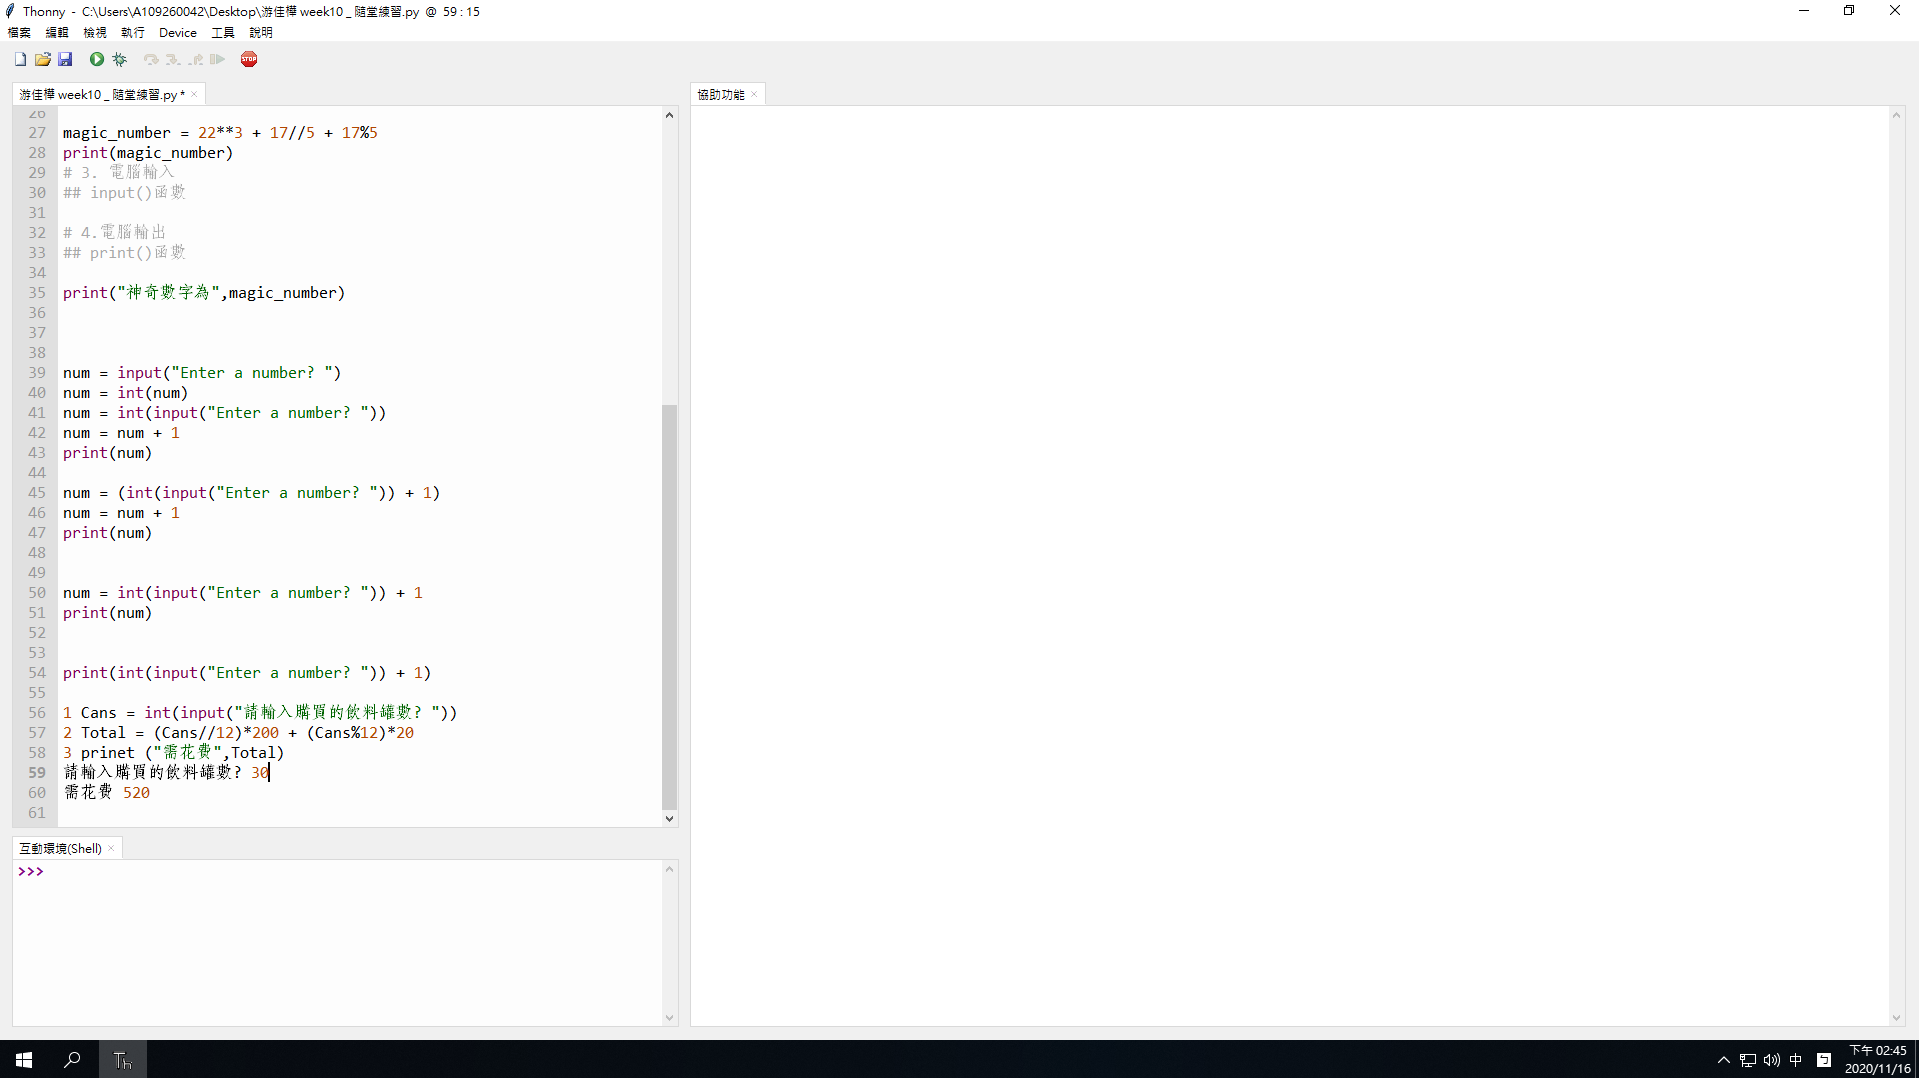 Thonny - C:\Users\A109260042\Desktop\游佳樺 week10 _ 隨堂練習.py @ 59 : 15
檔案 編輯 檢視 執行 Device 工具 說明
STOP
游佳樺 week10 _ 隨堂練習.py *
協助功能
26
27 magic_number = 22**3 + 17//5 + 17%5
28 print(magic_number)
29 # 3. 電腦輸入
30 ## input()函數
31
32 # 4.電腦輸出
33 ## print()函數
34
35 print("神奇數字為",magic_number)
36
37
38
39 num = input("Enter a number? ")
40 num = int(num)
41 num = int(input("Enter a number? "))
42 num = num + 1
43 print(num)
44
45 num = (int(input("Enter a number? ")) + 1)
46 num = num + 1
47 print(num)
48
49
50 num = int(input("Enter a number? ")) + 1
51 print(num)
52
53
54 print(int(input("Enter a number? ")) + 1)
55
56 1 Cans = int(input("請輸入購買的飲料罐數? "))
57 2 Total = (Cans//12)*200 + (Cans%12)*20
58 3 prinet ("需花費",Total)
59 請輸入購買的飲料罐數? 30
60 需花費 520
61
互動環境(Shell)
>>>
Th
中
ㄅ
下午 02:45
2020/11/16